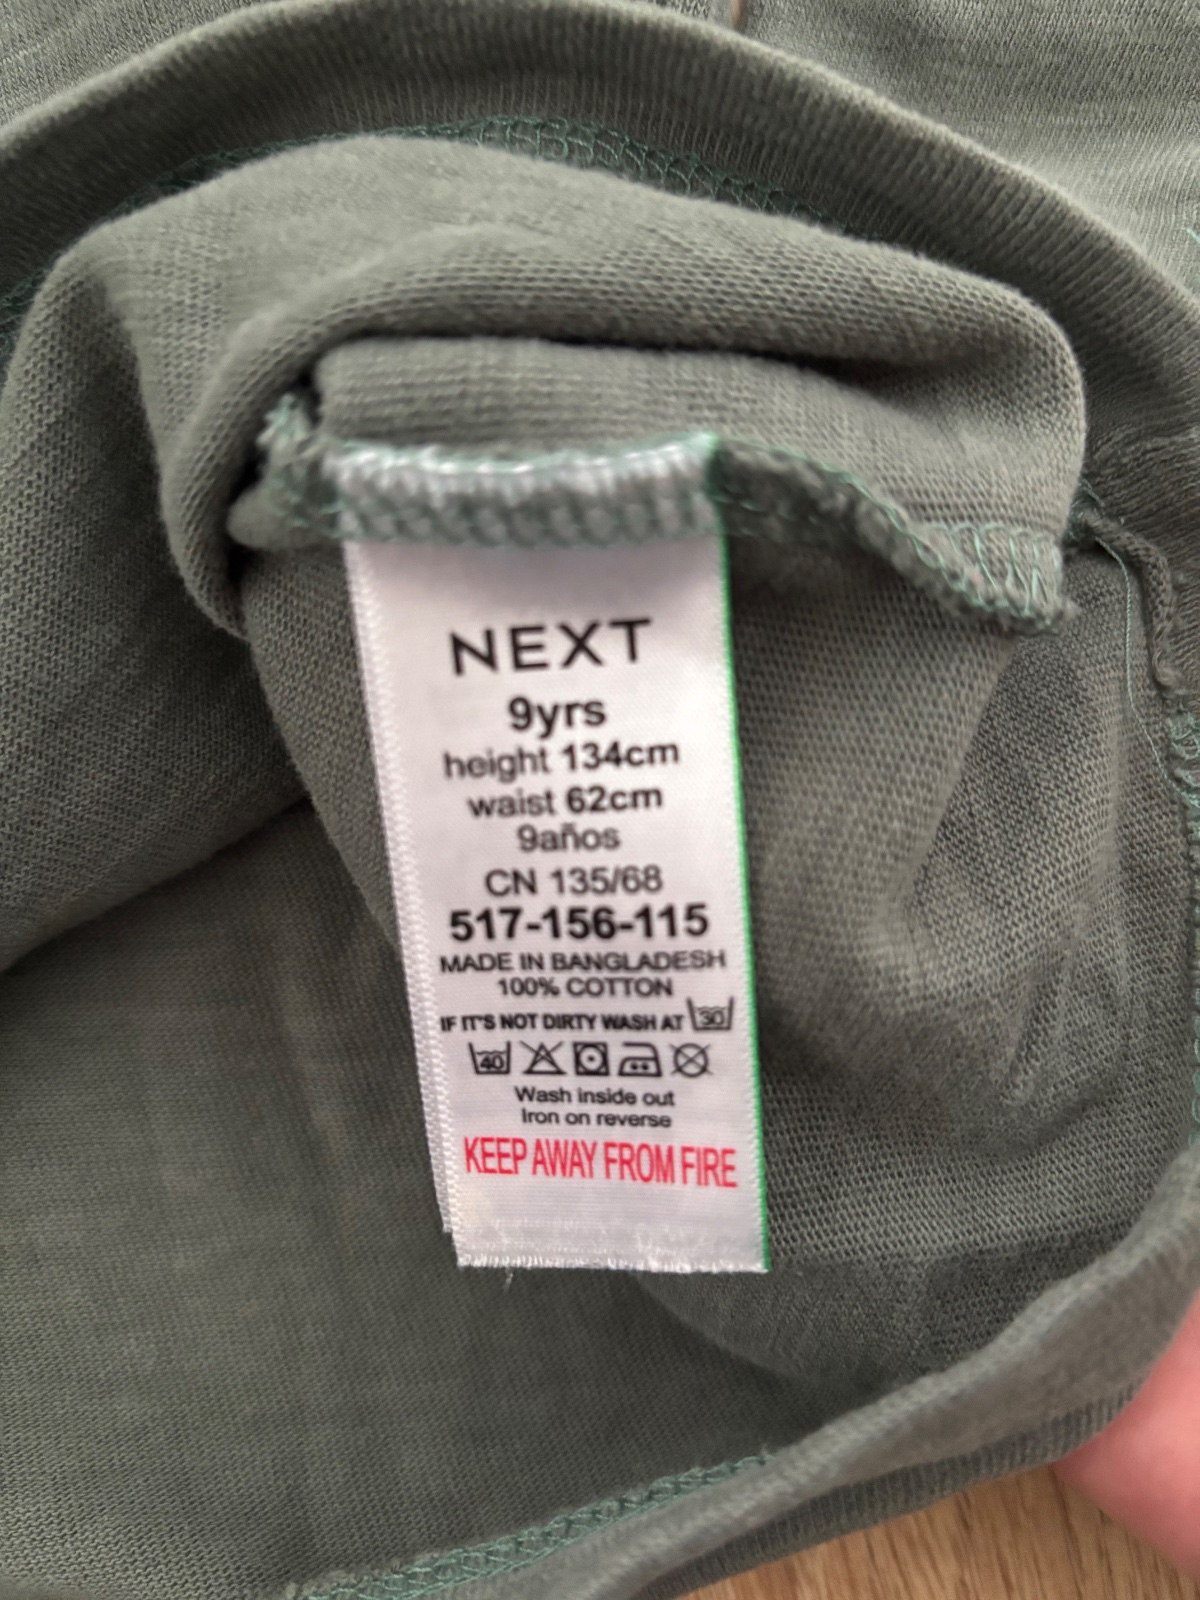 NEXT
9yrs
height 134cm
waist 62cm
9años
CN 135/68
517-156-115
MADE IN BANGLADESH
100% COTTON
IF IT'S NOT DIRTY WASH AT 30
40
Wash inside out
Iron on reverse
KEEP AWAY FROM FIRE